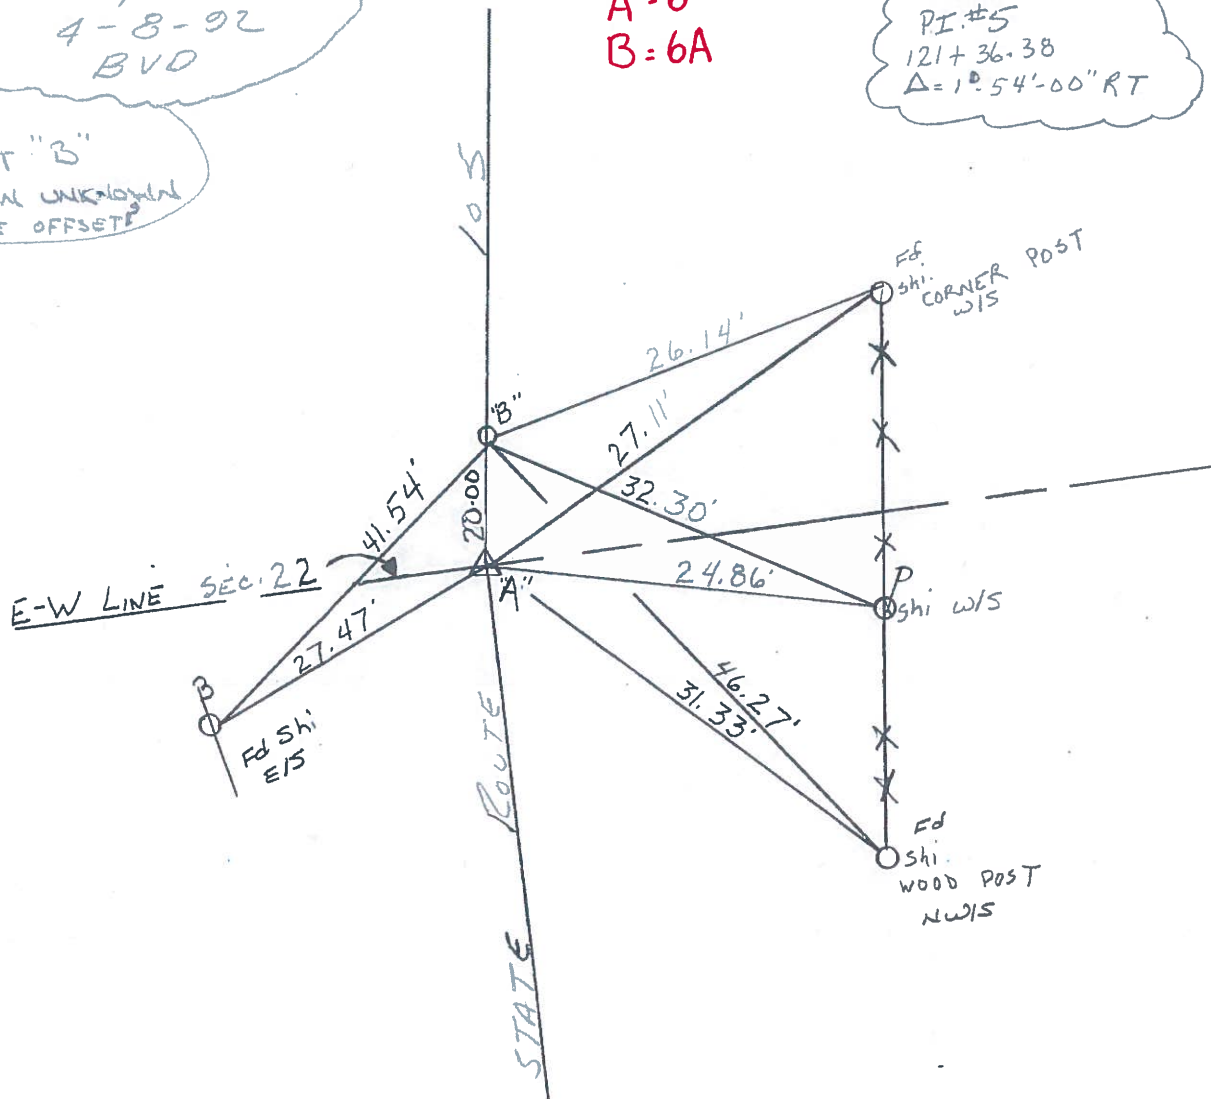 4-8-92
BVD
B=6A
P.I.#5
121+36.38
Δ=1°-54'-00" RT
"B"
UNKNOWN
OFFSET
105
Fd.
shi.
CORNER POST
W/S
26.14'
"B"
27.11'
41.54'
20.00
32.30'
E-W LINE SEC. 22
"A"
24.86'
P
shi W/S
27.47'
B
Fd Shi
E/S
46.27'
31.33'
STATE ROUTE
Fd
shi.
WOOD POST
NW/S